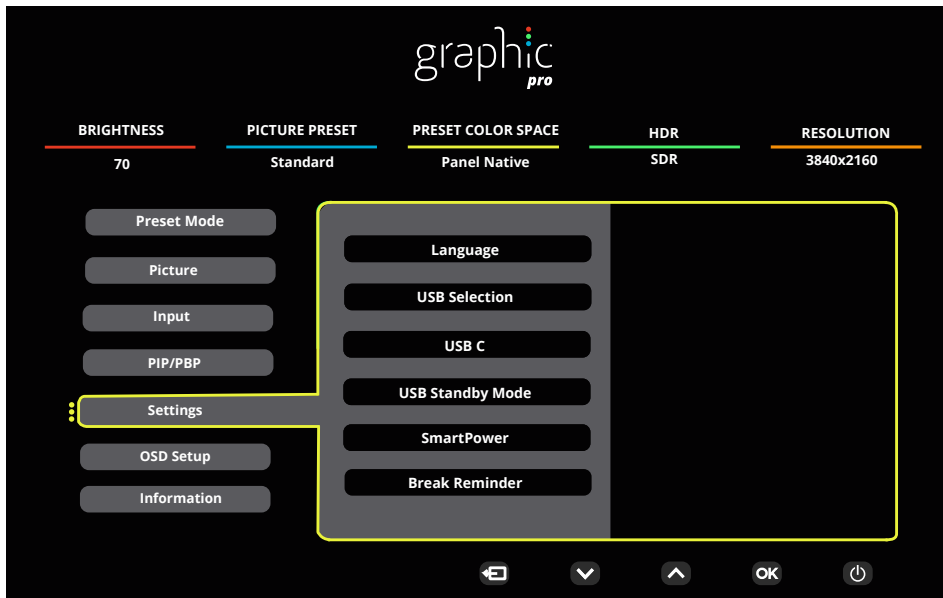 graphic
pro
BRIGHTNESS PICTURE PRESET PRESET COLOR SPACE HDR RESOLUTION
70 Standard Panel Native SDR 3840x2160
Preset Mode
Picture
Input
PIP/PBP
Settings
OSD Setup
Information
Language
USB Selection
USB C
USB Standby Mode
SmartPower
Break Reminder
OK